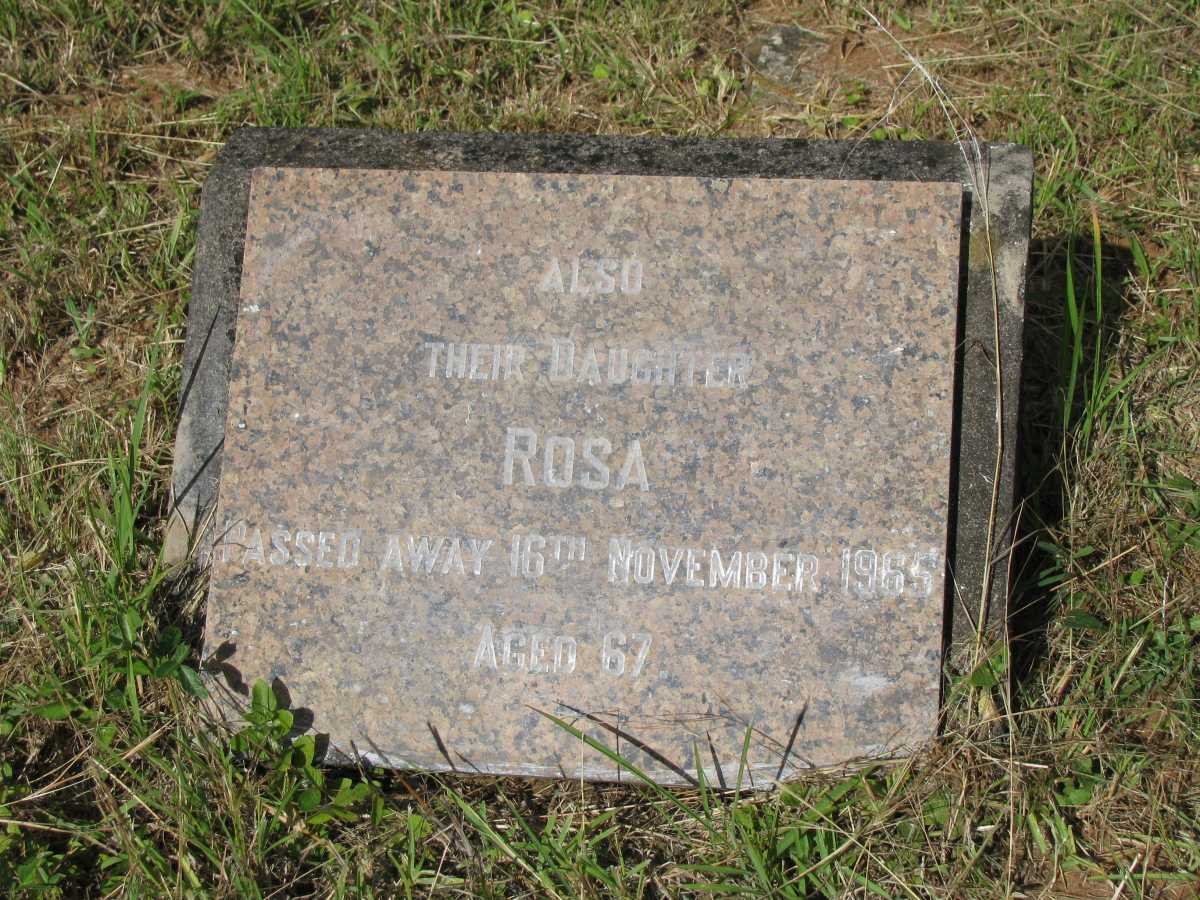 ALSO
THEIR DAUGHTER
ROSA
PASSED AWAY 16TH NOVEMBER 1965
AGED 67.